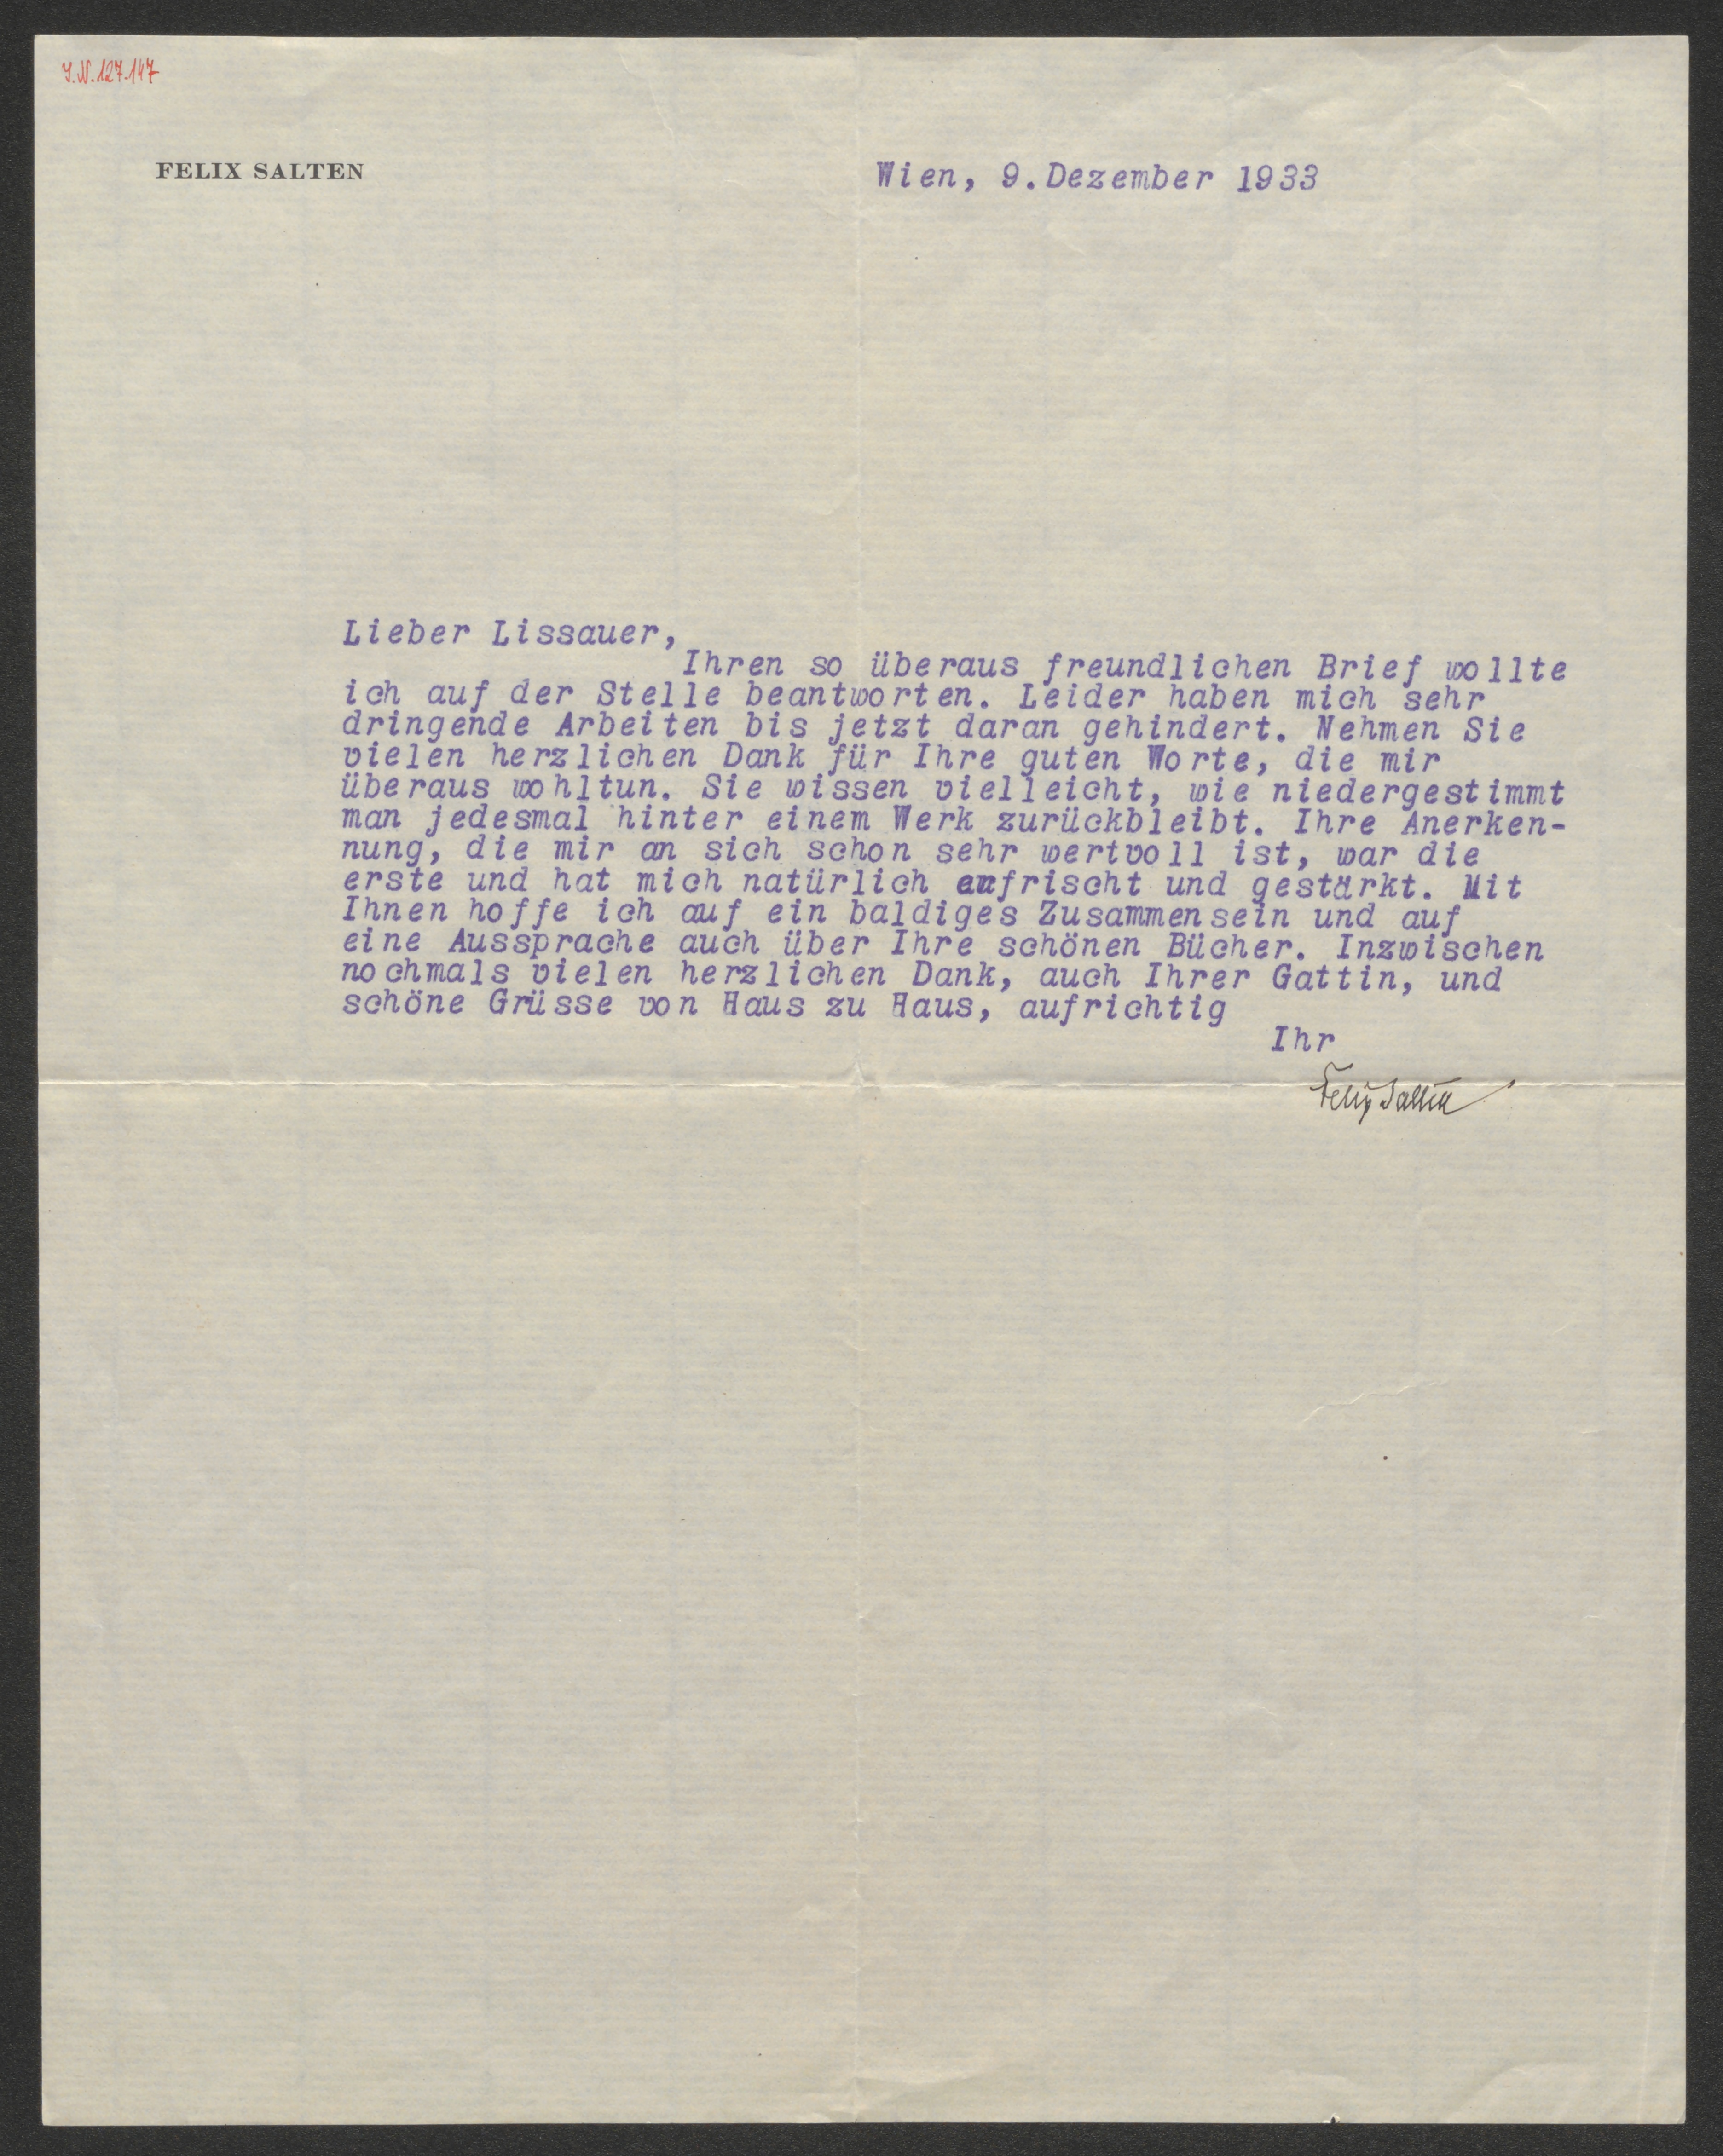 J.N. 127.147
FELIX SALTEN
Wien, 9. Dezember 1933
Lieber Lissauer,
Ihren so überaus freundlichen Brief wollte
ich auf der Stelle beantworten. Leider haben mich sehr
dringende Arbeiten bis jetzt daran gehindert. Nehmen Sie
vielen herzlichen Dank für Ihre guten Worte, die mir
überaus wohltun. Sie wissen vielleicht, wie niedergestimmt
man jedesmal hinter einem Werk zurückbleibt. Ihre Anerken-
nung, die mir an sich schon sehr wertvoll ist, war die
erste und hat mich natürlich erfrischt und gestärkt. Mit
Ihnen hoffe ich auf ein baldiges Zusammensein und auf
eine Aussprache auch über Ihre schönen Bücher. Inzwischen
nochmals vielen herzlichen Dank, auch Ihrer Gattin, und
schöne Grüsse von Haus zu Haus, aufrichtig
Ihr
Felix Salten